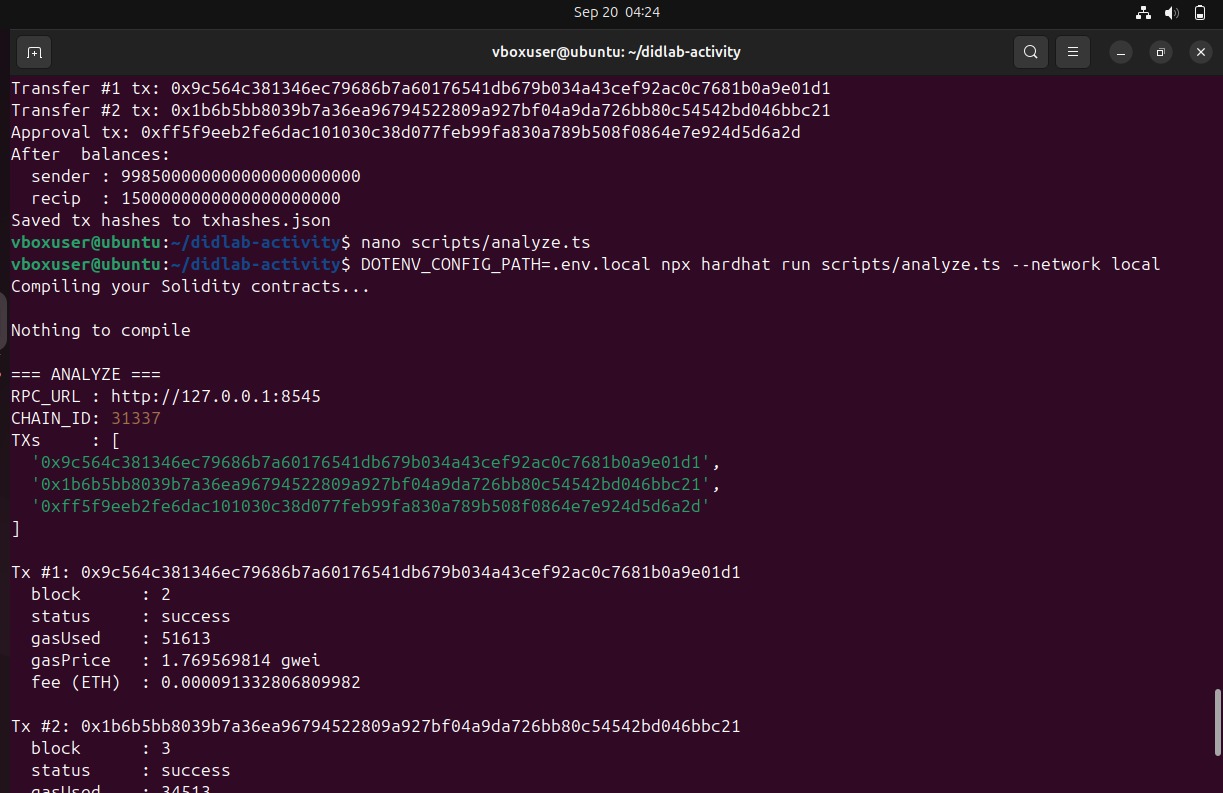 Sep 20 04:24
vboxuser@ubuntu: ~/didlab-activity
Transfer #1 tx: 0x9c564c381346ec79686b7a60176541db679b034a43cef92ac0c7681b0a9e01d1
Transfer #2 tx: 0x1b6b5bb8039b7a36ea96794522809a927bf04a9da726bb80c54542bd046bbc21
Approval tx: 0xff5f9eeb2fe6dac101030c38d077feb99fa830a789b508f0864e7e924d5d6a2d
After  balances:
  sender : 998500000000000000000000
  recip  : 1500000000000000000000
Saved tx hashes to txhashes.json
vboxuser@ubuntu:~/didlab-activity$ nano scripts/analyze.ts
vboxuser@ubuntu:~/didlab-activity$ DOTENV_CONFIG_PATH=.env.local npx hardhat run scripts/analyze.ts --network local
Compiling your Solidity contracts...
Nothing to compile
=== ANALYZE ===
RPC_URL : http://127.0.0.1:8545
CHAIN_ID: 31337
TXs     : [
  '0x9c564c381346ec79686b7a60176541db679b034a43cef92ac0c7681b0a9e01d1',
  '0x1b6b5bb8039b7a36ea96794522809a927bf04a9da726bb80c54542bd046bbc21',
  '0xff5f9eeb2fe6dac101030c38d077feb99fa830a789b508f0864e7e924d5d6a2d'
]
Tx #1: 0x9c564c381346ec79686b7a60176541db679b034a43cef92ac0c7681b0a9e01d1
  block      : 2
  status     : success
  gasUsed    : 51613
  gasPrice   : 1.769569814 gwei
  fee (ETH)  : 0.000091332806809982
Tx #2: 0x1b6b5bb8039b7a36ea96794522809a927bf04a9da726bb80c54542bd046bbc21
  block      : 3
  status     : success
  gasUsed    : 34513